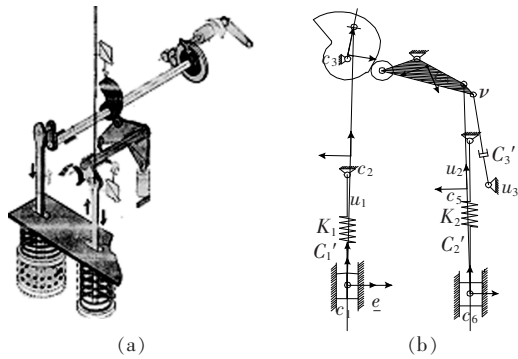 c₃
ν
c₂
C₃′
u₂
u₃
u₁
c₅
K₁
K₂
C₁′
C₂′
e
c₁
c₆
(a)
(b)